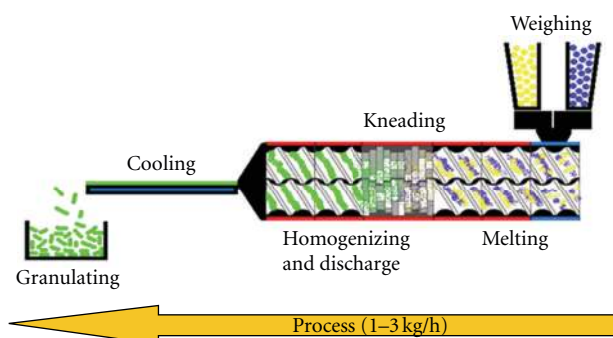 Weighing
Kneading
Cooling
Homogenizing
and discharge
Melting
Granulating
Process (1–3 kg/h)